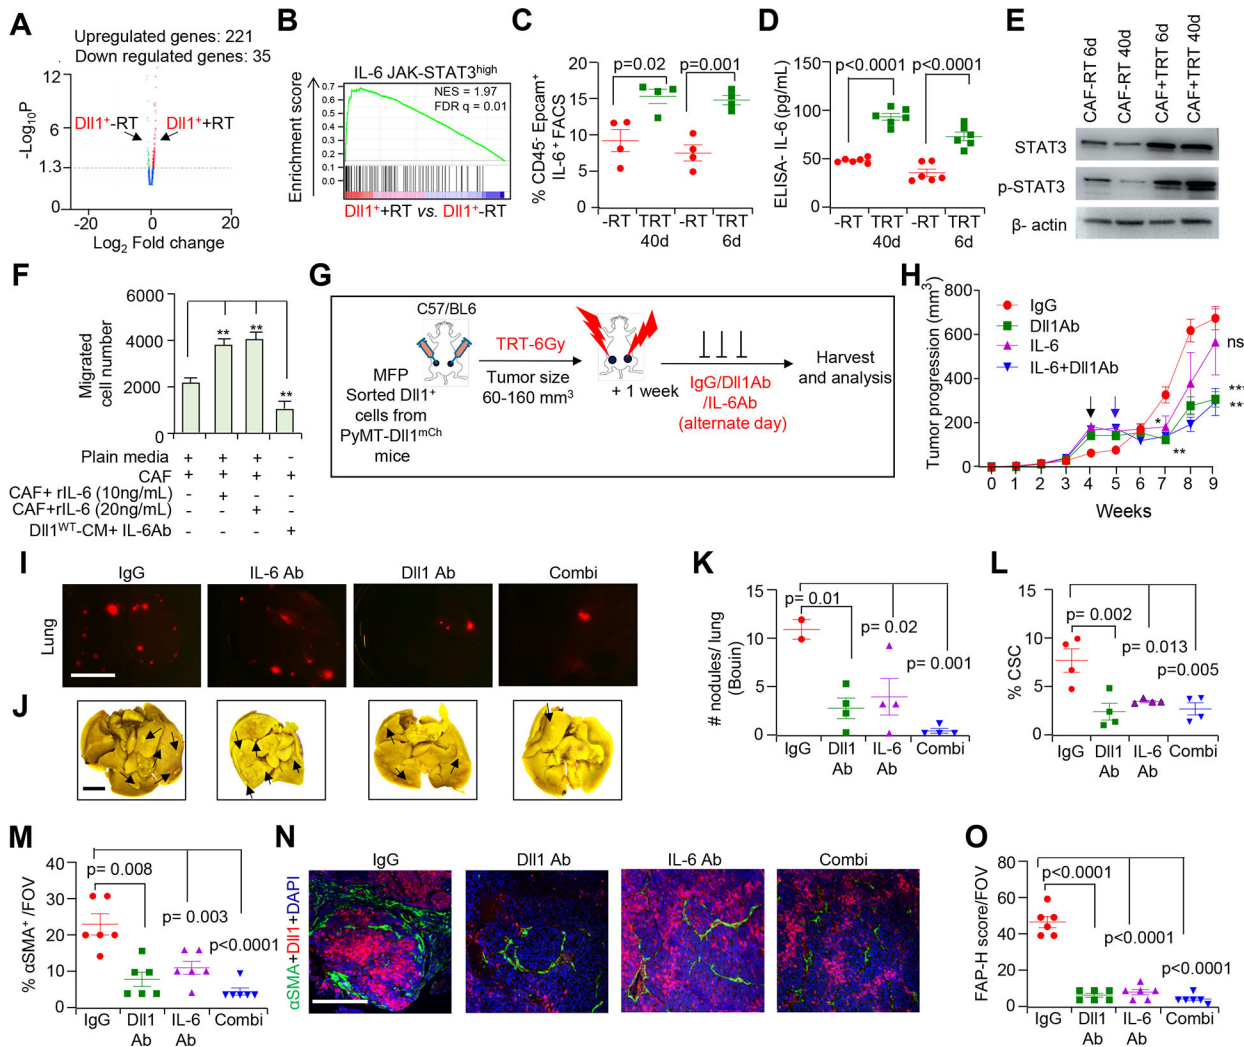 A
Upregulated genes: 221
Down regulated genes: 35
-Log10P
12
6
1.3
0
Dll1+-RT
Dll1++RT
-20
0
20
Log2 Fold change
B
IL-6 JAK-STAT3high
Enrichment score
NES = 1.97
FDR q = 0.01
0.7
0.6
0.5
0.4
0.3
0.2
0.1
0.0
Dll1++RT vs. Dll1+-RT
C
% CD45- Epcam+
IL-6+ FACS
p=0.02
p=0.001
20
15
10
5
0
-RT
TRT
-RT
TRT
40d
6d
D
ELISA- IL-6 (pg/mL)
p<0.0001
p<0.0001
150
100
50
0
-RT
TRT
-RT
TRT
40d
6d
E
CAF-RT 6d
CAF-RT 40d
CAF+TRT 6d
CAF+TRT 40d
STAT3
p-STAT3
β- actin
F
Migrated
cell number
6000
4000
2000
0
**
**
**
Plain media + + + -
CAF + + + +
CAF+ rIL-6 (10ng/mL) - + - -
CAF+rIL-6 (20ng/mL) - - + -
Dll1WT-CM+ IL-6Ab - - - +
G
C57/BL6
MFP
Sorted Dll1+
cells from
PyMT-Dll1mCh
mice
TRT-6Gy
Tumor size
60-160 mm3
+ 1 week
IgG/Dll1Ab
/IL-6Ab
(alternate day)
Harvest
and analysis
H
Tumor progression (mm3)
800
600
400
200
0
IgG
Dll1Ab
IL-6
IL-6+Dll1Ab
ns
*
**
0 1 2 3 4 5 6 7 8 9
Weeks
I
IgG
IL-6 Ab
Dll1 Ab
Combi
Lung
J
K
# nodules/ lung
(Bouin)
15
10
5
0
p= 0.01
p= 0.02
p= 0.001
IgG
Dll1
Ab
IL-6
Ab
Combi
L
% CSC
15
10
5
0
p= 0.002
p= 0.013
p=0.005
IgG
Dll1
Ab
IL-6
Ab
Combi
M
% αSMA+ /FOV
40
30
20
10
0
p= 0.008
p= 0.003
p<0.0001
IgG
Dll1
Ab
IL-6
Ab
Combi
N
IgG
Dll1 Ab
IL-6 Ab
Combi
αSMA+Dll1+DAPI
O
FAP-H score/FOV
80
60
40
20
0
p<0.0001
p<0.0001
p<0.0001
IgG
Dll1
Ab
IL-6
Ab
Combi